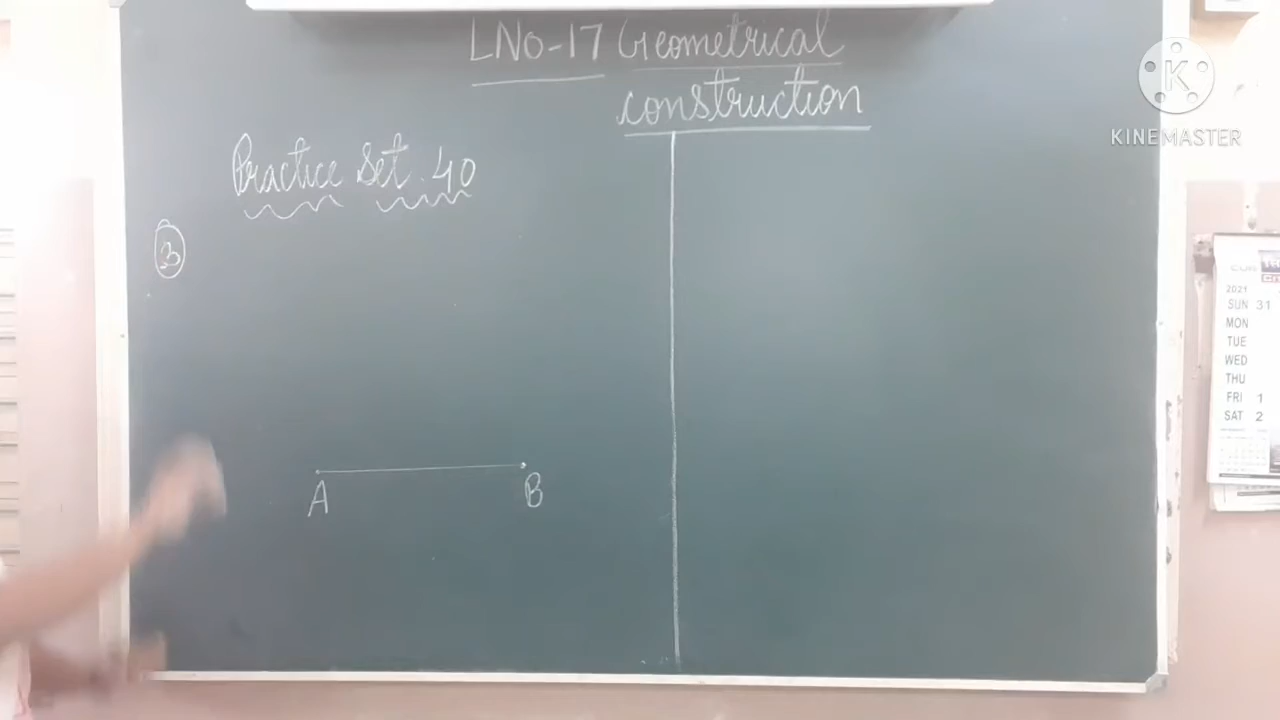 LNO-17 Geometrical
construction
K
KINEMASTER
Practice Set. 40
3
A
B
2021
SUN 31
MON
TUE
WED
THU
FRI 1
SAT 2